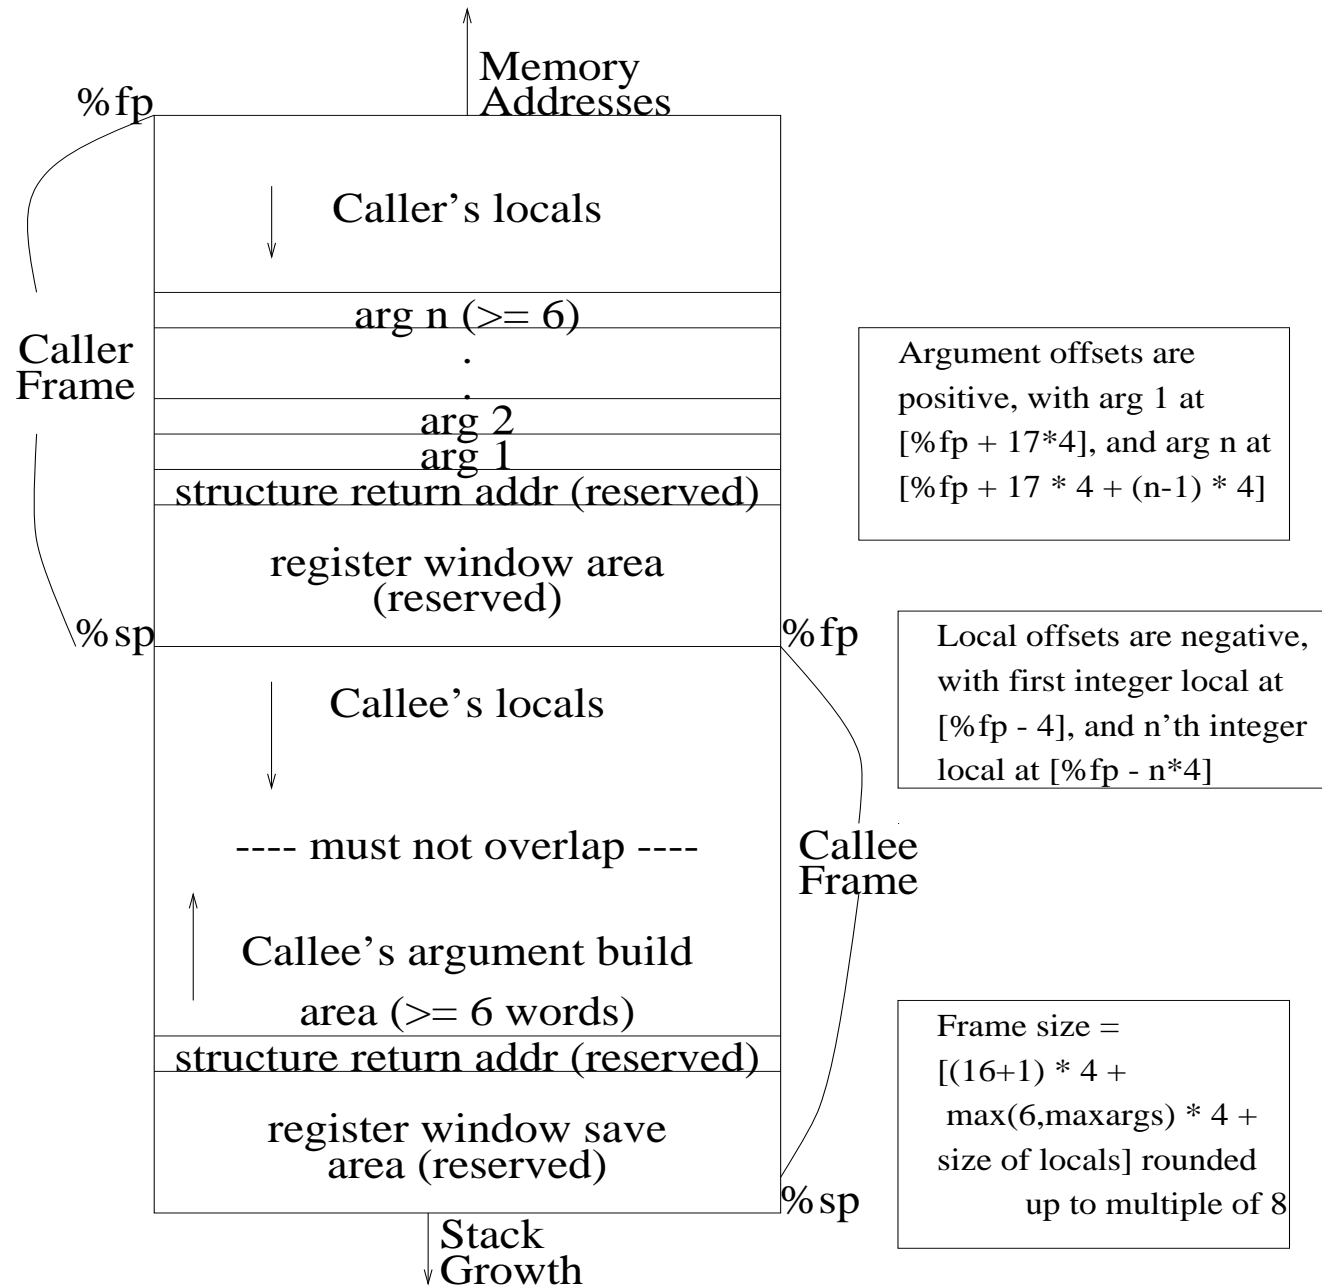 Memory
Addresses
%fp
Caller's locals
arg n (>= 6)
.
.
arg 2
arg 1
structure return addr (reserved)
register window area
(reserved)
Caller
Frame
%sp
%fp
Argument offsets are
positive, with arg 1 at
[%fp + 17*4], and arg n at
[%fp + 17 * 4 + (n-1) * 4]
Local offsets are negative,
with first integer local at
[%fp - 4], and n'th integer
local at [%fp - n*4]
Callee's locals
---- must not overlap ----
Callee's argument build
area (>= 6 words)
structure return addr (reserved)
register window save
area (reserved)
Callee
Frame
%sp
Frame size =
[(16+1) * 4 +
max(6,maxargs) * 4 +
size of locals] rounded
up to multiple of 8
Stack
Growth